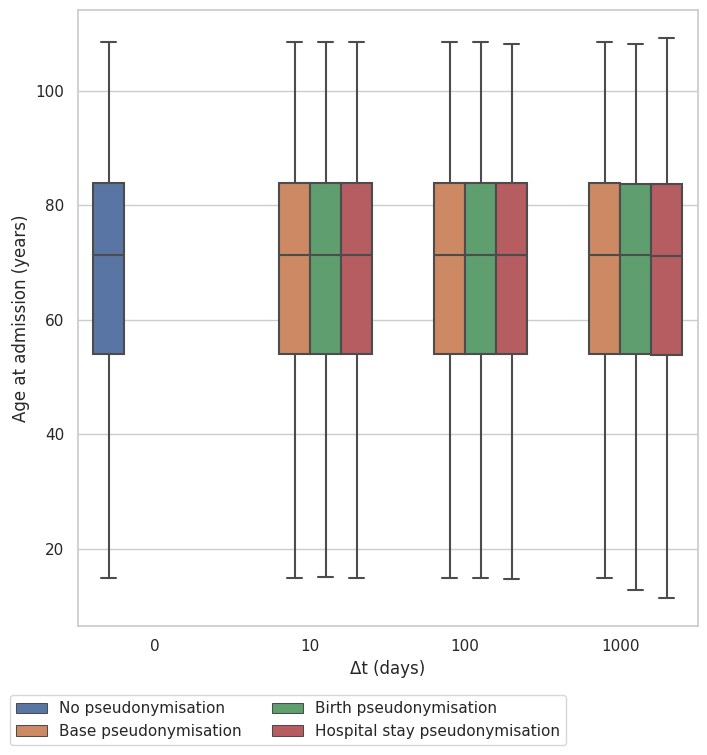 Age at admission (years)
100
80
60
40
20
0 10 100 1000
Δt (days)
No pseudonymisation Birth pseudonymisation
Base pseudonymisation Hospital stay pseudonymisation